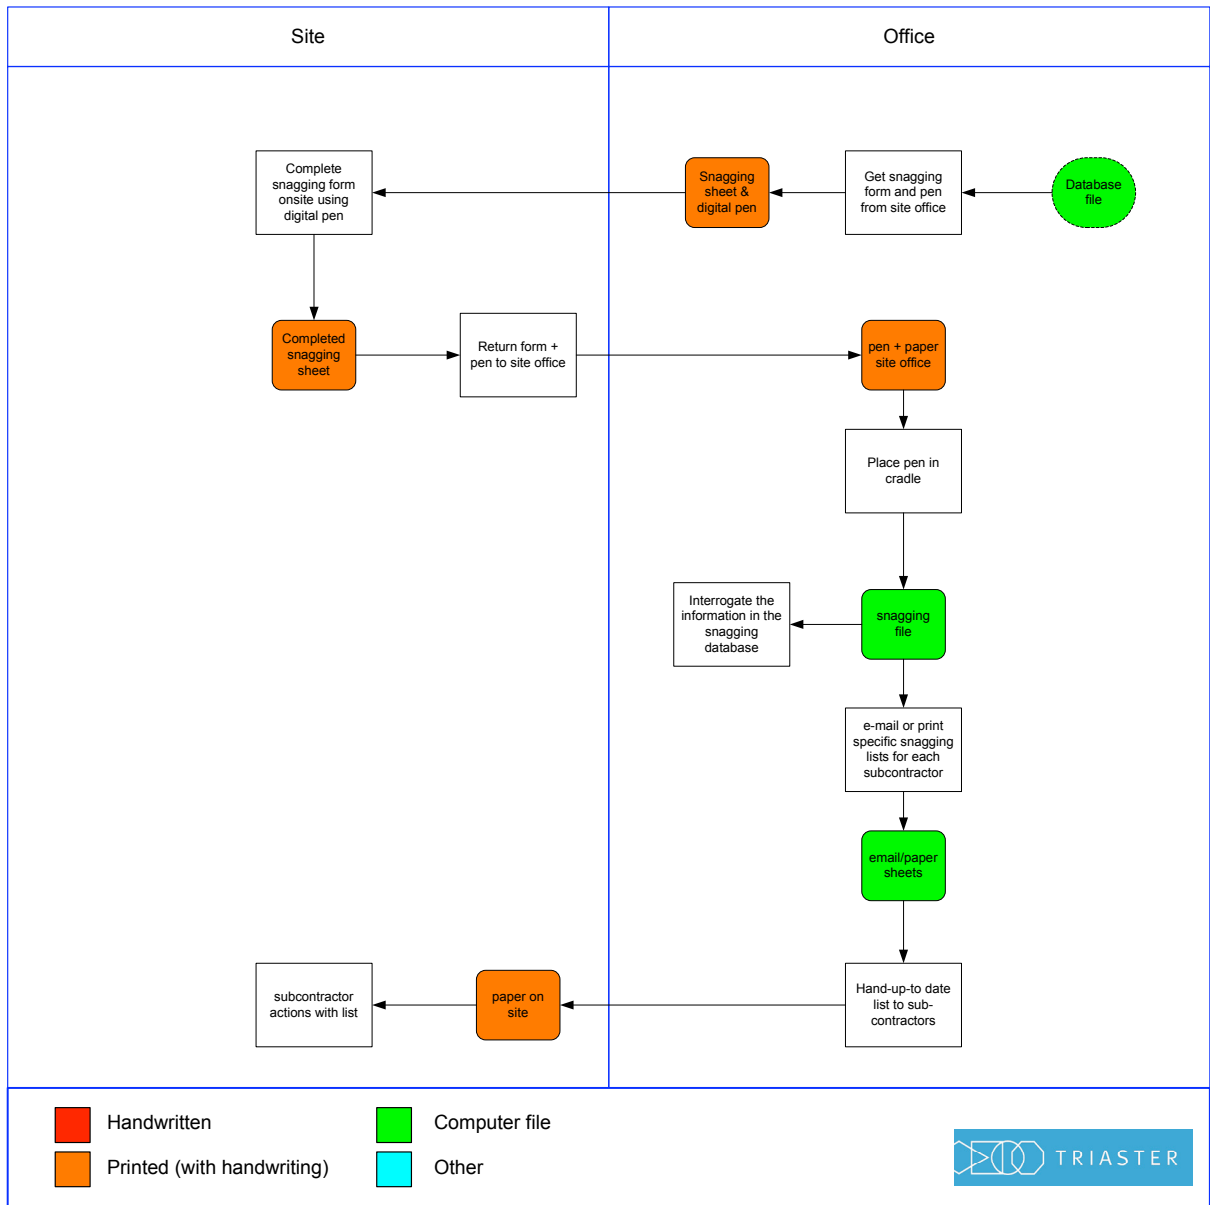 Site
Office
Complete
snagging form
onsite using
digital pen
Snagging
sheet &
digital pen
Get snagging
form and pen
from site office
Database
file
Completed
snagging
sheet
Return form +
pen to site office
pen + paper
site office
Place pen in
cradle
Interrogate the
information in the
snagging
database
snagging
file
e-mail or print
specific snagging
lists for each
subcontractor
email/paper
sheets
subcontractor
actions with list
paper on
site
Hand-up-to date
list to sub-
contractors
Handwritten
Computer file
Printed (with handwriting)
Other
TRIASTER